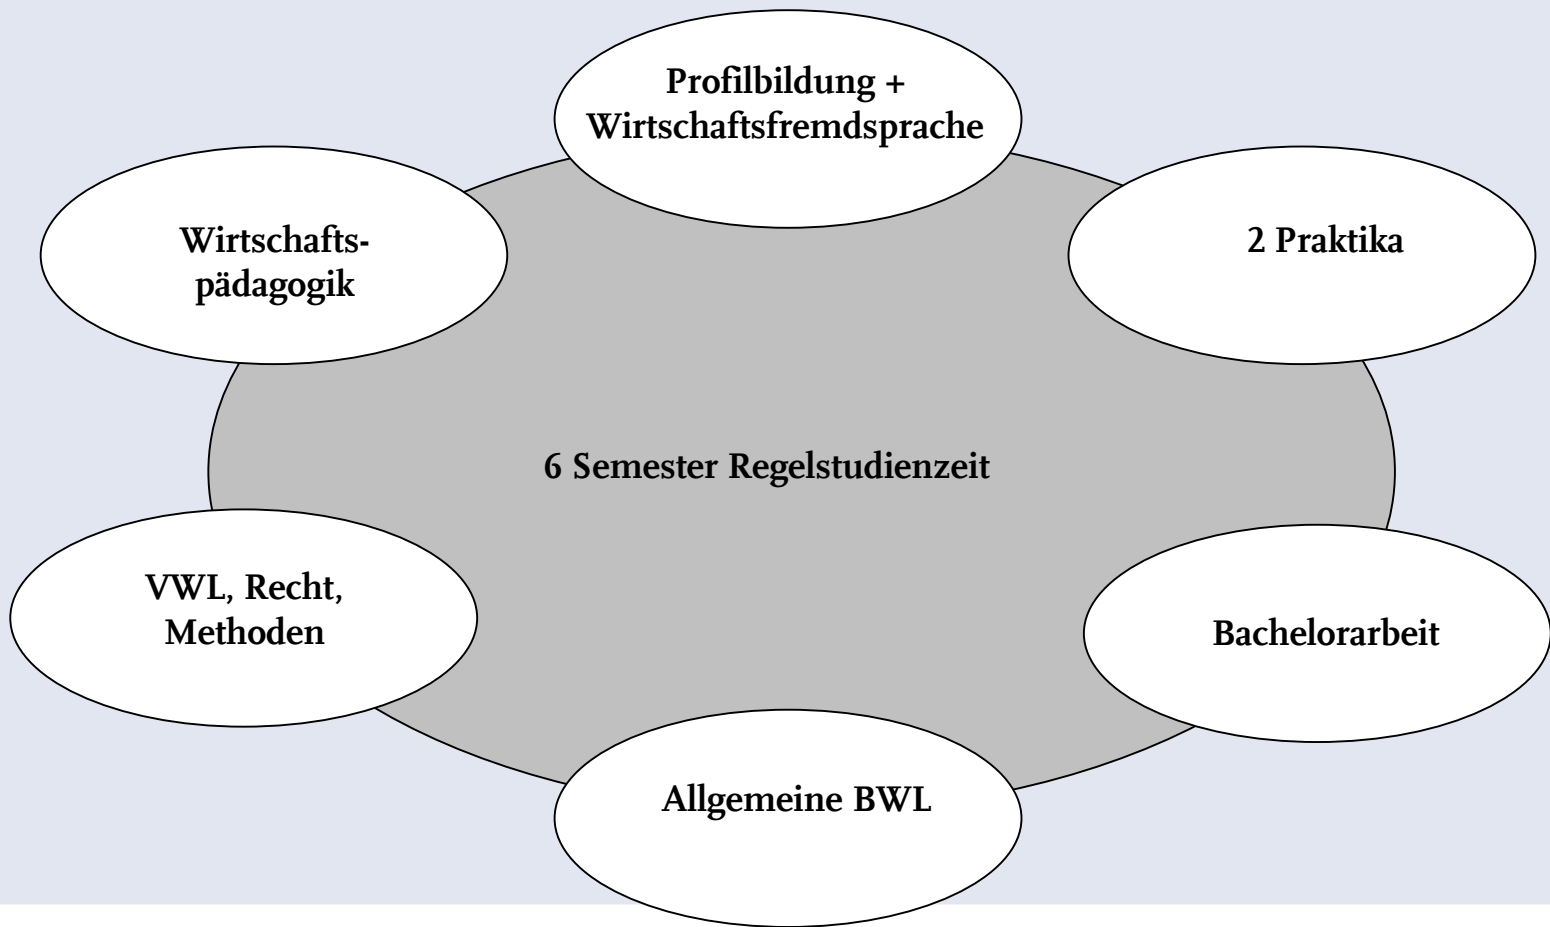 Profilbildung +
Wirtschaftsfremdsprache
Wirtschafts-
pädagogik
2 Praktika
6 Semester Regelstudienzeit
VWL, Recht,
Methoden
Bachelorarbeit
Allgemeine BWL